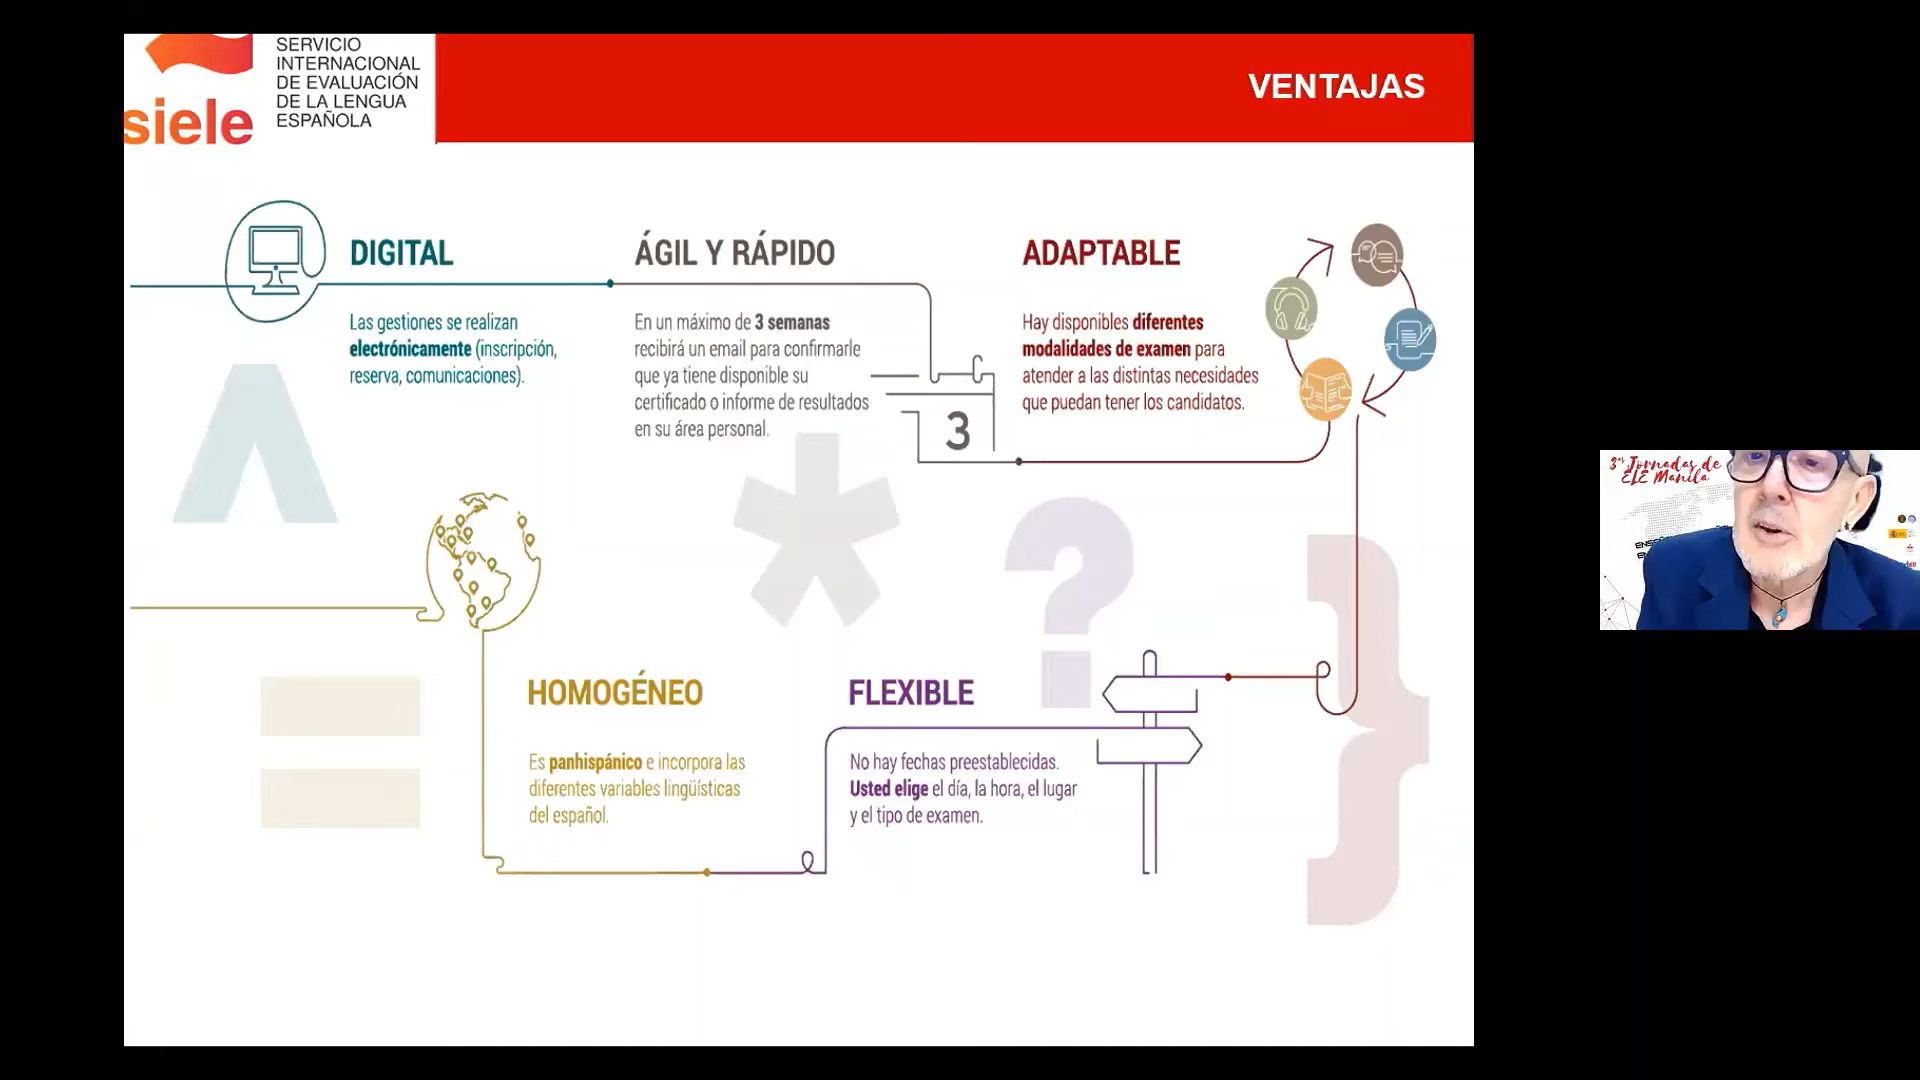 siele
SERVICIO
INTERNACIONAL
DE EVALUACIÓN
DE LA LENGUA
ESPAÑOLA
VENTAJAS
DIGITAL
Las gestiones se realizan
electrónicamente (inscripción,
reserva, comunicaciones).
ÁGIL Y RÁPIDO
En un máximo de 3 semanas
recibirá un email para confirmarle
que ya tiene disponible su
certificado o informe de resultados
en su área personal.
3
ADAPTABLE
Hay disponibles diferentes
modalidades de examen para
atender a las distintas necesidades
que puedan tener los candidatos.
HOMOGÉNEO
Es panhispánico e incorpora las
diferentes variables lingüísticas
del español.
FLEXIBLE
No hay fechas preestablecidas.
Usted elige el día, la hora, el lugar
y el tipo de examen.
*
?
}
=
3as Jornadas de
ELE Manila